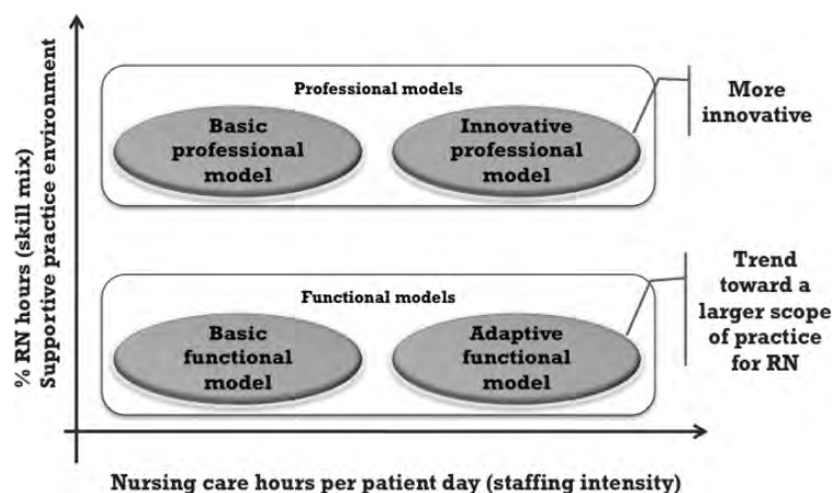 % RN hours (skill mix)
Supportive practice environment
Professional models
Basic
professional
model
Innovative
professional
model
More
innovative
Functional models
Basic
functional
model
Adaptive
functional
model
Trend
toward a
larger scope
of practice
for RN
Nursing care hours per patient day (staffing intensity)